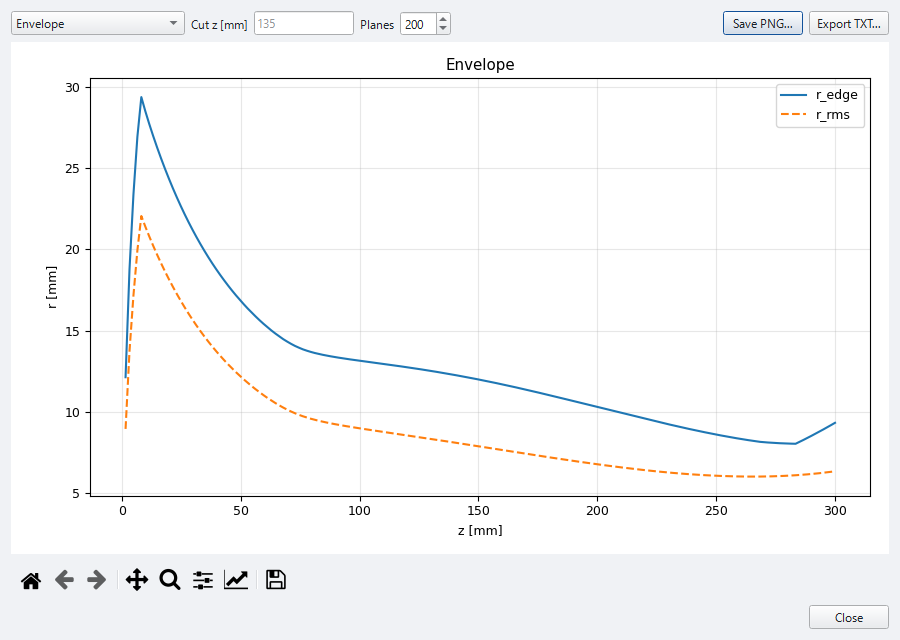 Envelope Cut z [mm] 135 Planes 200 Save PNG... Export TXT...
Envelope
30
25
20
15
10
5
r [mm]
r_edge
r_rms
0 50 100 150 200 250 300
z [mm]
Close